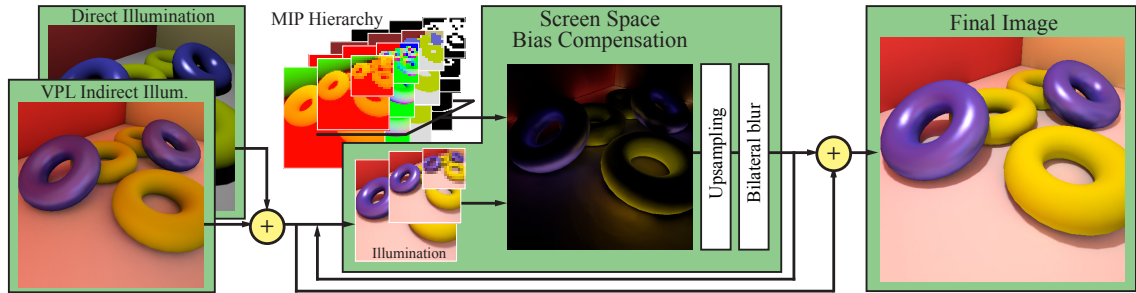 Direct Illumination
VPL Indirect Illum.
+
MIP Hierarchy
Illumination
Screen Space
Bias Compensation
Upsampling
Bilateral blur
+
Final Image